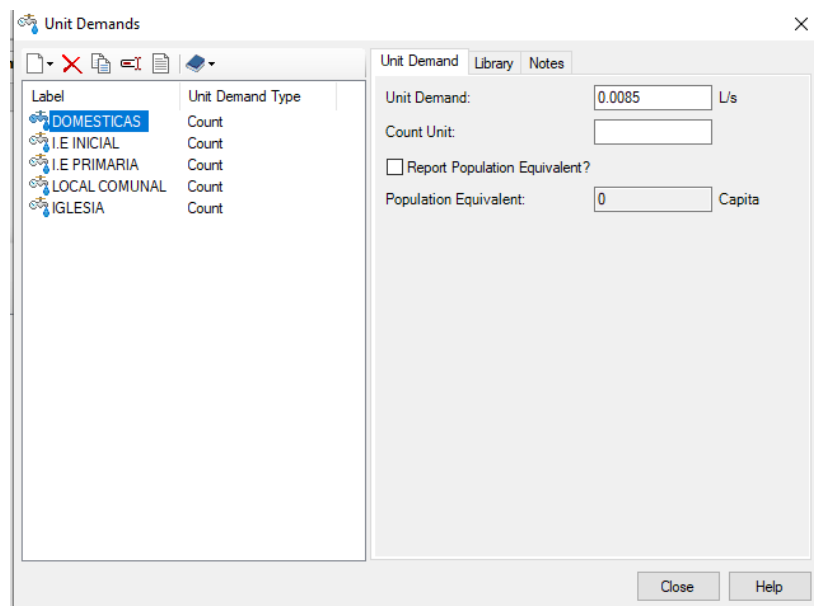 Unit Demands
Label Unit Demand Type
DOMESTICAS Count
I.E INICIAL Count
I.E PRIMARIA Count
LOCAL COMUNAL Count
IGLESIA Count
Unit Demand Library Notes
Unit Demand: 0.0085 L/s
Count Unit:
Report Population Equivalent?
Population Equivalent: 0 Capita
Close Help